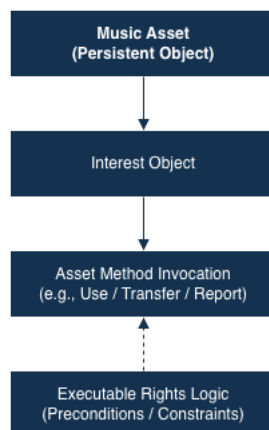 Music Asset
(Persistent Object)
Interest Object
Asset Method Invocation
(e.g., Use / Transfer / Report)
Executable Rights Logic
(Preconditions / Constraints)